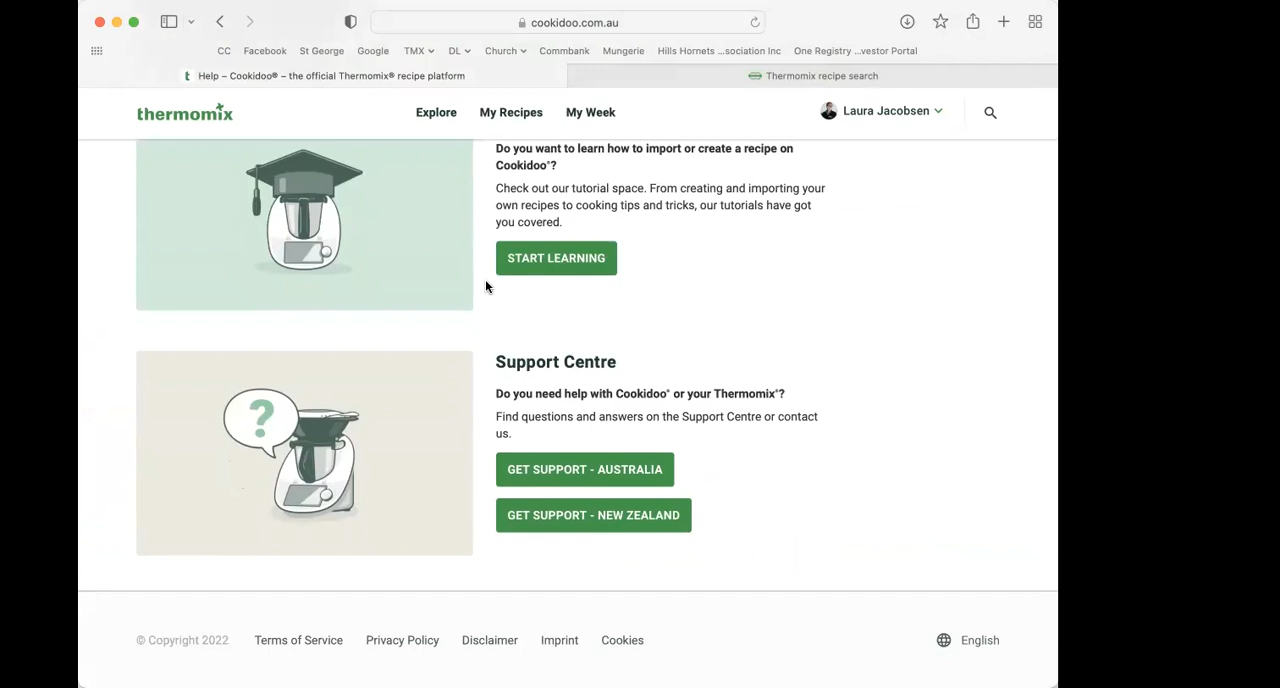 cookidoo.com.au
CC Facebook St George Google TMX DL Church Commbank Mungerie Hills Hornets ...sociation Inc One Registry ...vestor Portal
t Help – Cookidoo® – the official Thermomix® recipe platform Thermomix recipe search
thermomix Explore My Recipes My Week Laura Jacobsen
Do you want to learn how to import or create a recipe on
Cookidoo®?
Check out our tutorial space. From creating and importing your
own recipes to cooking tips and tricks, our tutorials have got
you covered.
START LEARNING
Support Centre
Do you need help with Cookidoo® or your Thermomix®?
Find questions and answers on the Support Centre or contact
us.
?
GET SUPPORT - AUSTRALIA
GET SUPPORT - NEW ZEALAND
© Copyright 2022 Terms of Service Privacy Policy Disclaimer Imprint Cookies English